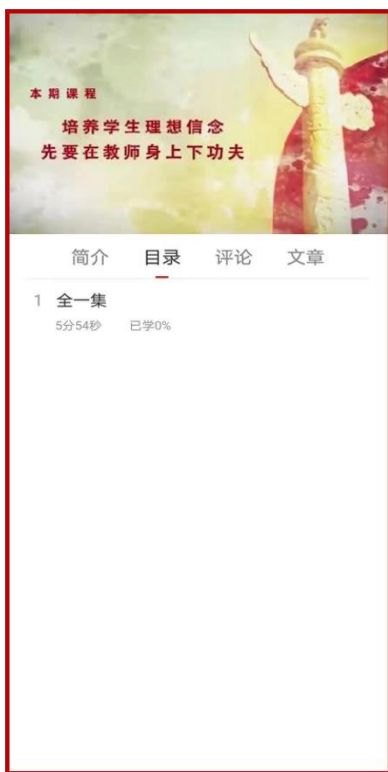 本期课程
培养学生理想信念
先要在教师身上下功夫
简介 目录 评论 文章
1 全一集
5分54秒 已学0%